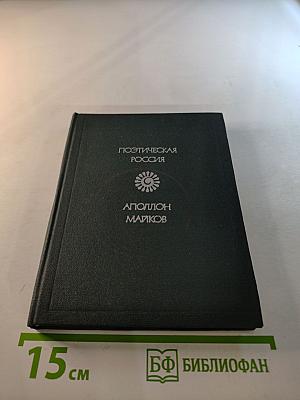 ПОЭТИЧЕСКАЯ
РОССИЯ
АПОЛЛОН
МАЙКОВ
15 см
БФ БИБЛИОФАН